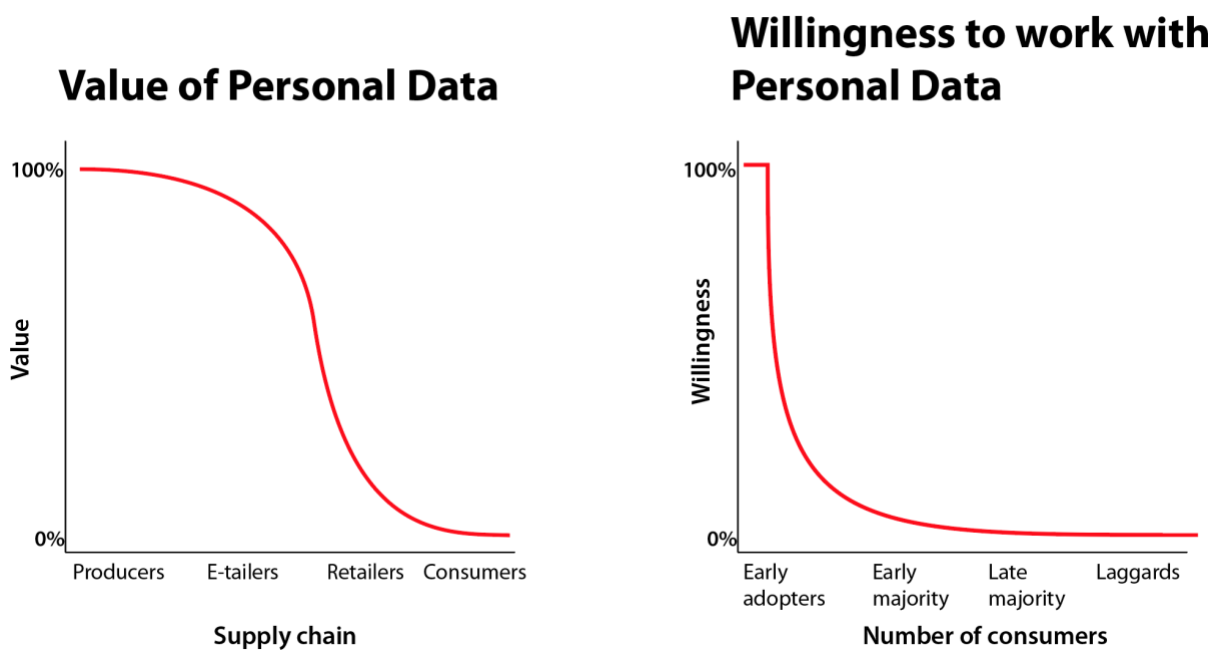 Value of Personal Data
100%
Value
0%
Producers
E-tailers
Retailers
Consumers
Supply chain
Willingness to work with
Personal Data
100%
Willingness
0%
Early
adopters
Early
majority
Late
majority
Laggards
Number of consumers